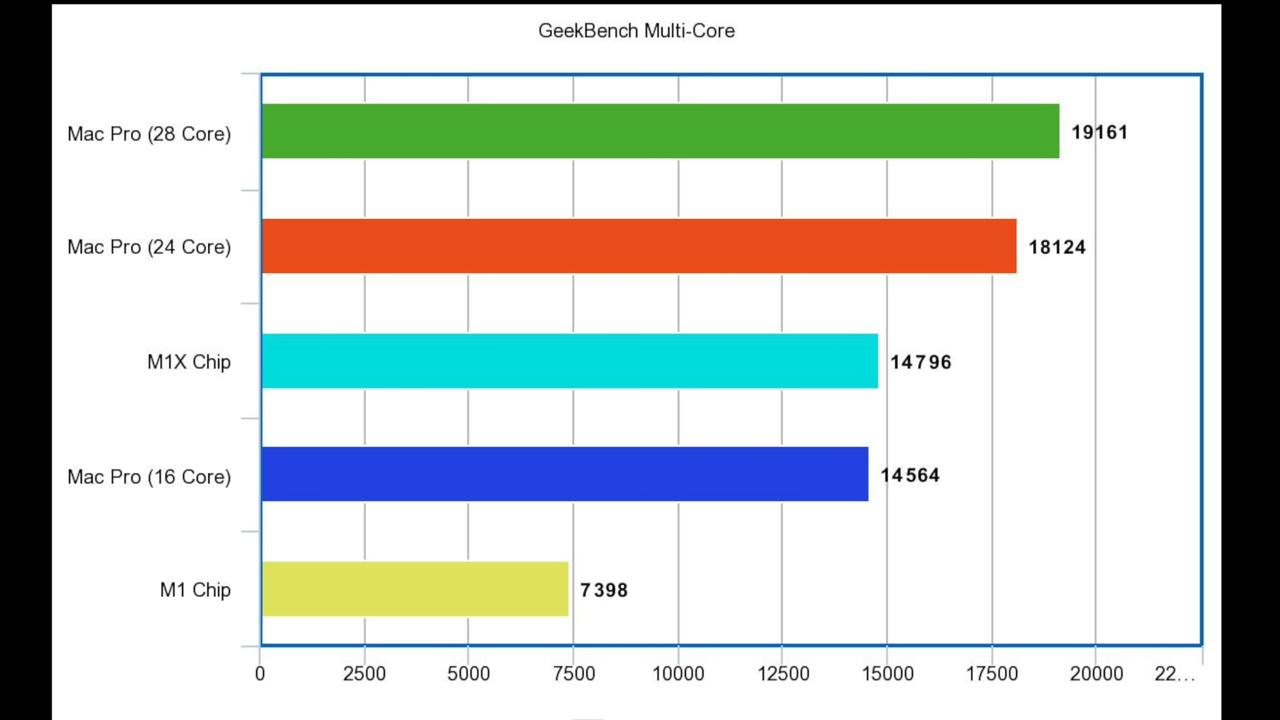 GeekBench Multi-Core
Mac Pro (28 Core)
19161
Mac Pro (24 Core)
18124
M1X Chip
14796
Mac Pro (16 Core)
14564
M1 Chip
7398
0 2500 5000 7500 10000 12500 15000 17500 20000 22…